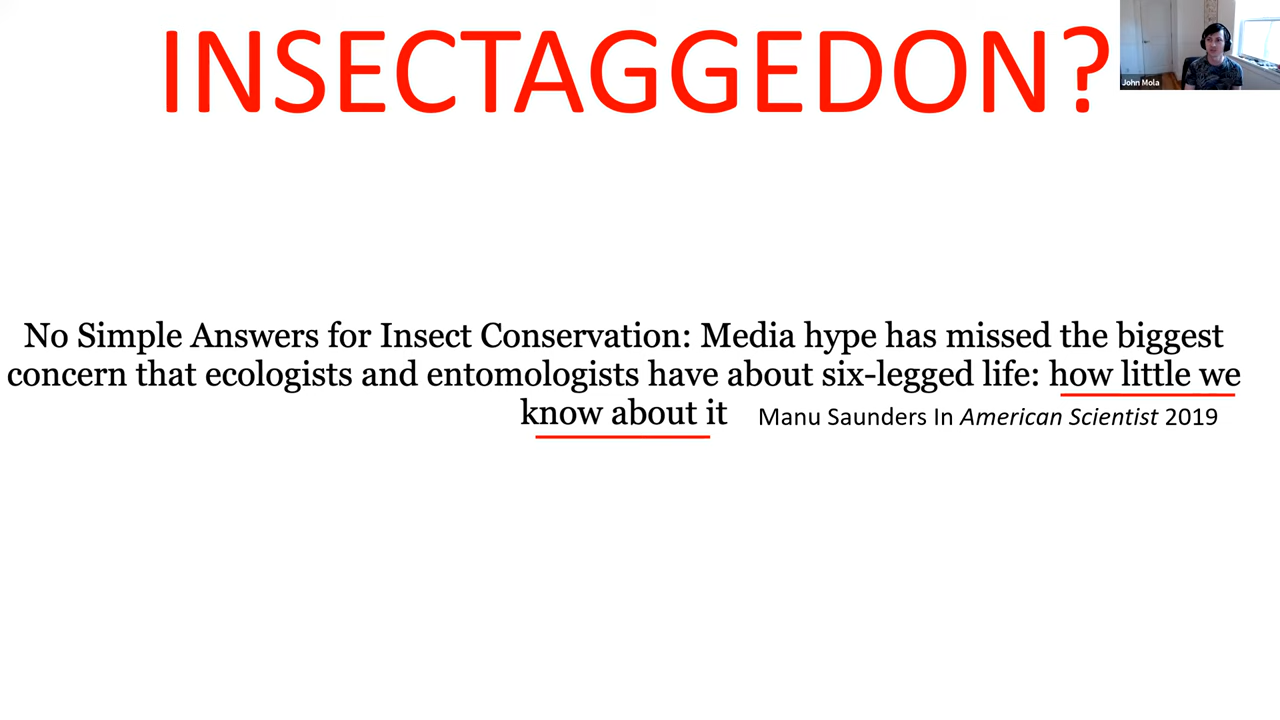 INSECTAGGEDON?
John Mola
No Simple Answers for Insect Conservation: Media hype has missed the biggest
concern that ecologists and entomologists have about six-legged life: how little we
know about it Manu Saunders In American Scientist 2019